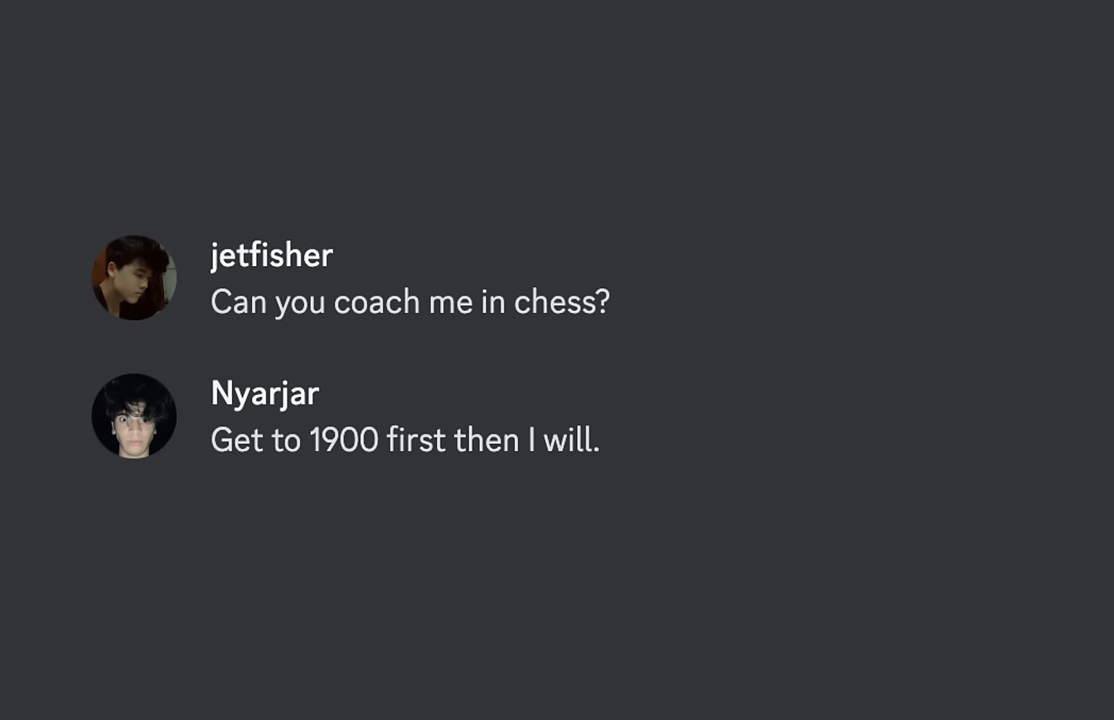 jetfisher
Can you coach me in chess?
Nyarjar
Get to 1900 first then I will.